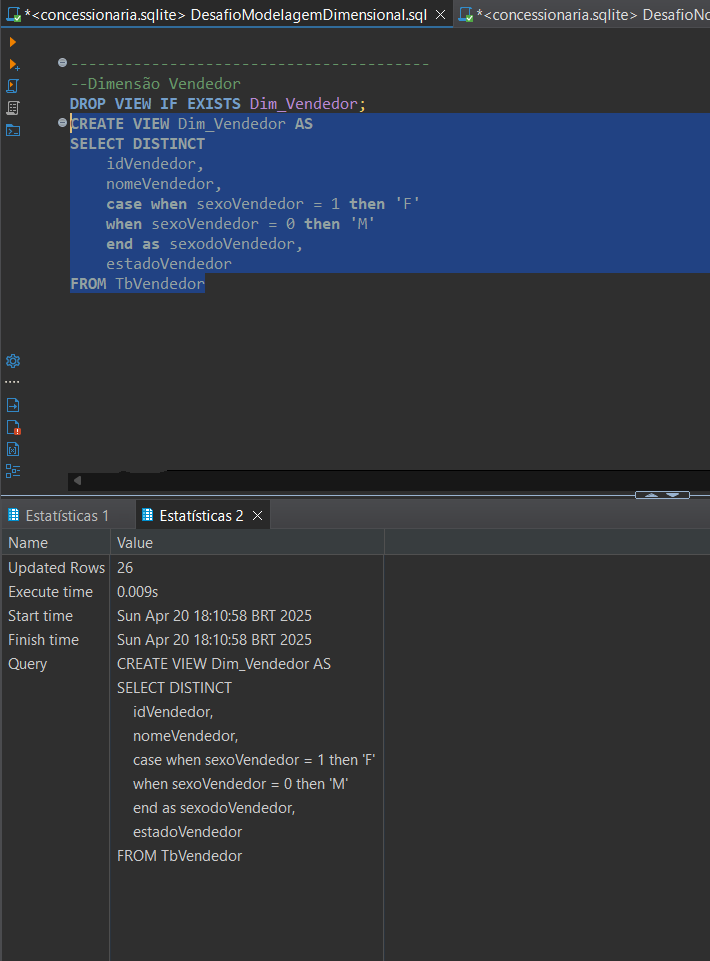 *<concessionaria.sqlite> DesafioModelagemDimensional.sql
*<concessionaria.sqlite> DesafioNo
----------------------------------------
--Dimensão Vendedor
DROP VIEW IF EXISTS Dim_Vendedor;
CREATE VIEW Dim_Vendedor AS
SELECT DISTINCT
    idVendedor,
    nomeVendedor,
    case when sexoVendedor = 1 then 'F'
    when sexoVendedor = 0 then 'M'
    end as sexodoVendedor,
    estadoVendedor
FROM TbVendedor
Estatísticas 1
Estatísticas 2
Name Value
Updated Rows 26
Execute time 0.009s
Start time Sun Apr 20 18:10:58 BRT 2025
Finish time Sun Apr 20 18:10:58 BRT 2025
Query CREATE VIEW Dim_Vendedor AS
SELECT DISTINCT
    idVendedor,
    nomeVendedor,
    case when sexoVendedor = 1 then 'F'
    when sexoVendedor = 0 then 'M'
    end as sexodoVendedor,
    estadoVendedor
FROM TbVendedor